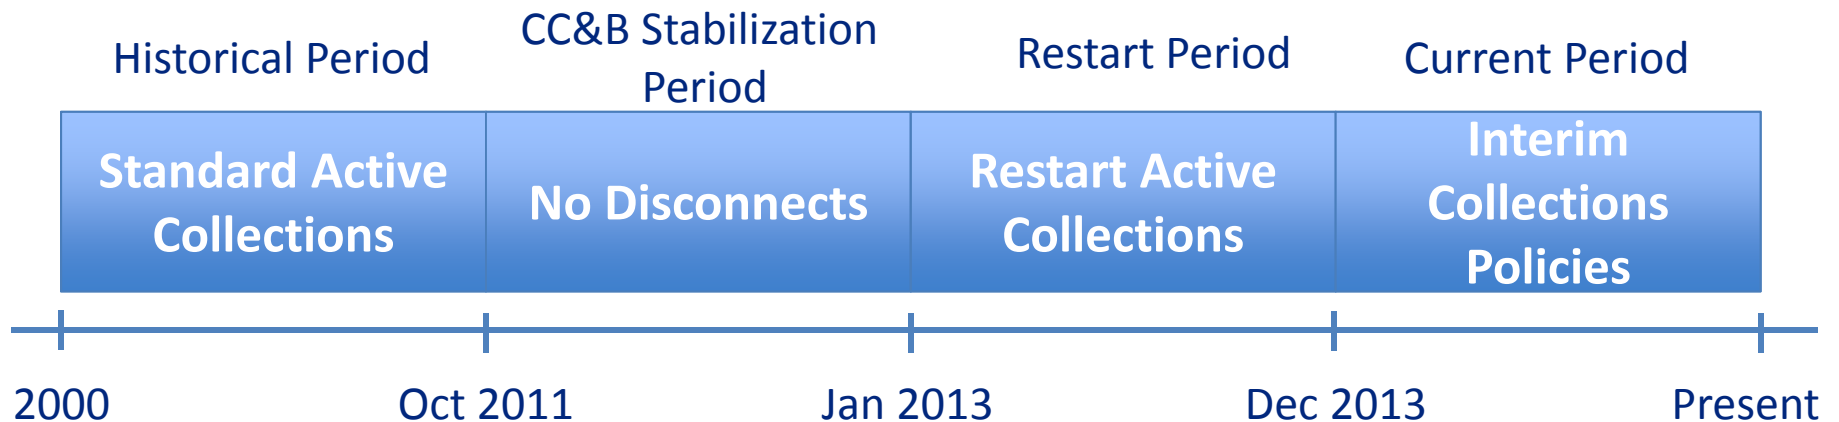 Historical Period
CC&B Stabilization
Period
Restart Period
Current Period
Standard Active
Collections
No Disconnects
Restart Active
Collections
Interim
Collections
Policies
2000
Oct 2011
Jan 2013
Dec 2013
Present